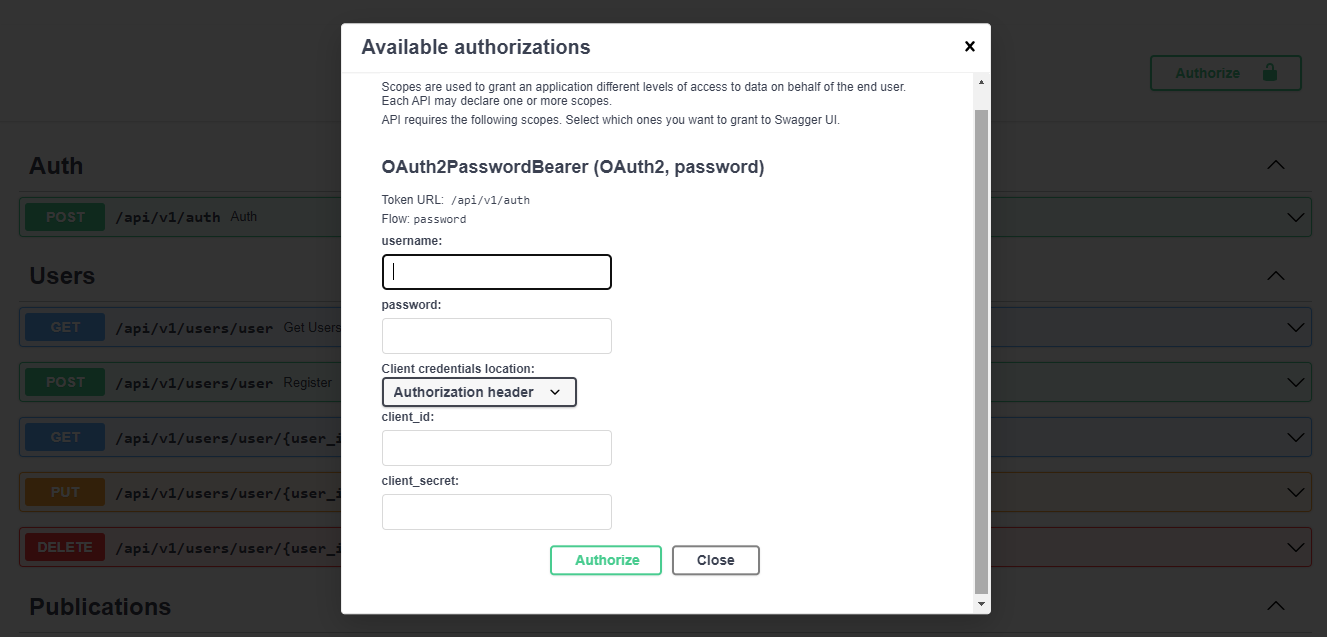 Available authorizations
Scopes are used to grant an application different levels of access to data on behalf of the end user.
Each API may declare one or more scopes.
API requires the following scopes. Select which ones you want to grant to Swagger UI.
OAuth2PasswordBearer (OAuth2, password)
Token URL: /api/v1/auth
Flow: password
username:
password:
Client credentials location:
Authorization header
client_id:
client_secret:
Authorize Close
Authorize
Auth
POST /api/v1/auth Auth
Users
GET /api/v1/users/user Get Users
POST /api/v1/users/user Register
GET /api/v1/users/user/{user_i
PUT /api/v1/users/user/{user_i
DELETE /api/v1/users/user/{user_i
Publications